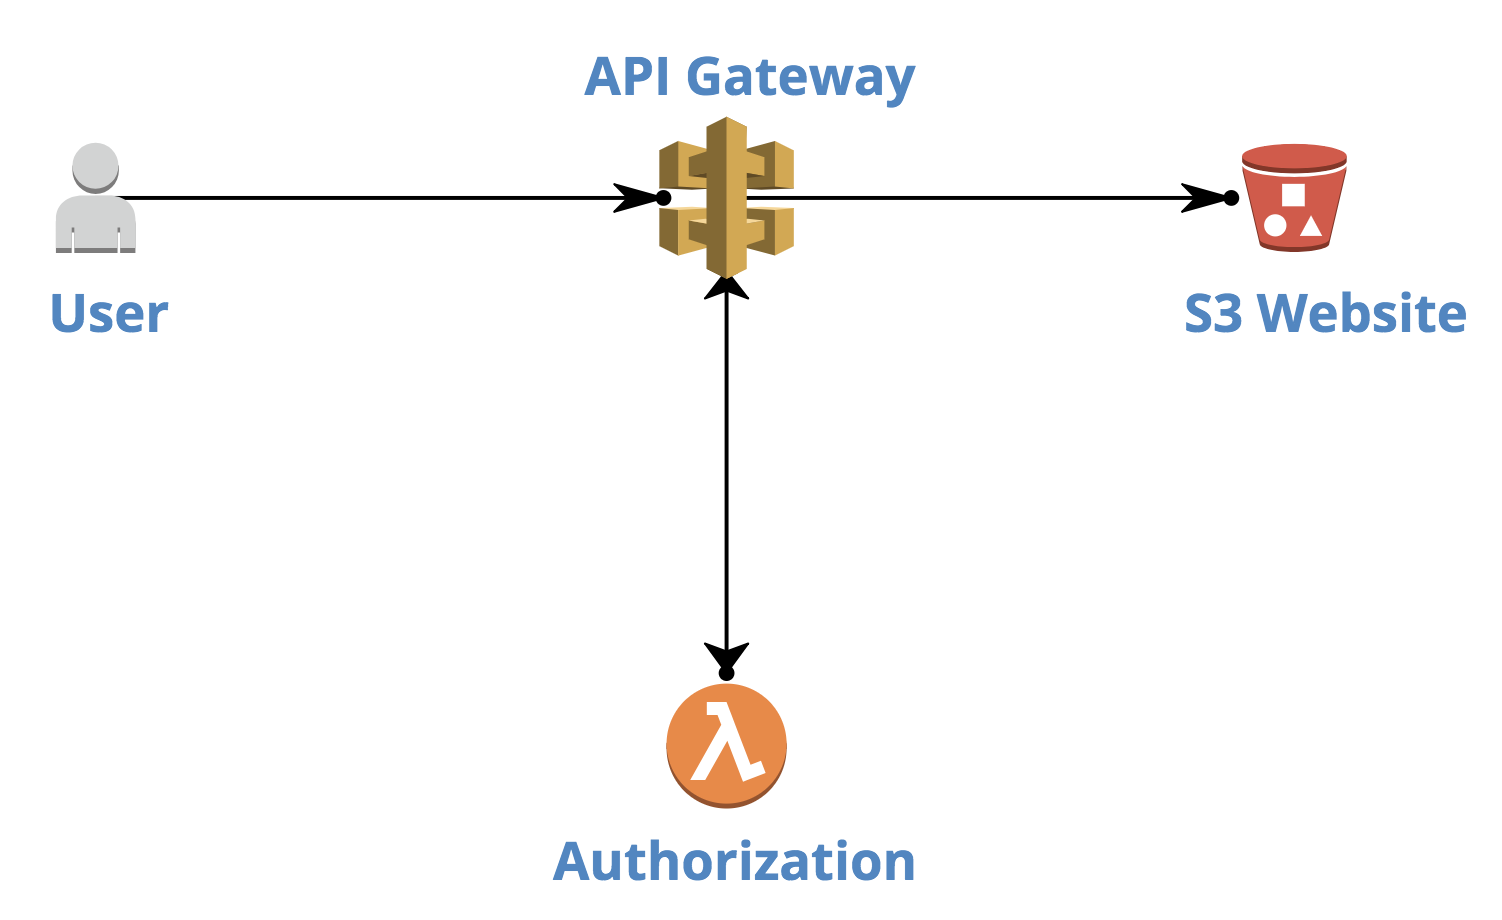 API Gateway
User
S3 Website
Authorization